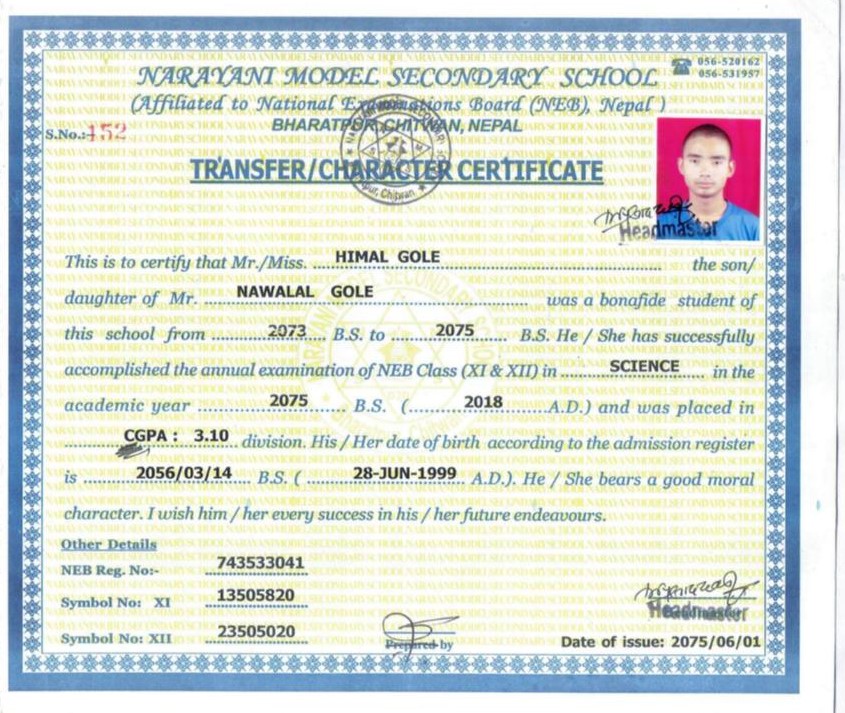 NARAYANI MODEL SECONDARY SCHOOL
056-520162
056-531957
(Affiliated to National Examinations Board (NEB), Nepal )
BHARATPUR, CHITWAN, NEPAL
S.No.: 152
TRANSFER/CHARACTER CERTIFICATE
Headmaster
This is to certify that Mr./Miss. HIMAL GOLE the son/
daughter of Mr. NAWALAL GOLE was a bonafide student of
this school from 2073 B.S. to 2075 B.S. He / She has successfully
accomplished the annual examination of NEB Class (XI & XII) in SCIENCE in the
academic year 2075 B.S. (2018 A.D.) and was placed in
CGPA : 3.10 division. His / Her date of birth according to the admission register
is 2056/03/14 B.S. ( 28-JUN-1999 A.D.). He / She bears a good moral
character. I wish him / her every success in his / her future endeavours.
Other Details
NEB Reg. No:- 743533041
Symbol No: XI 13505820
Symbol No: XII 23505020
Prepared by
Headmaster
Date of issue: 2075/06/01